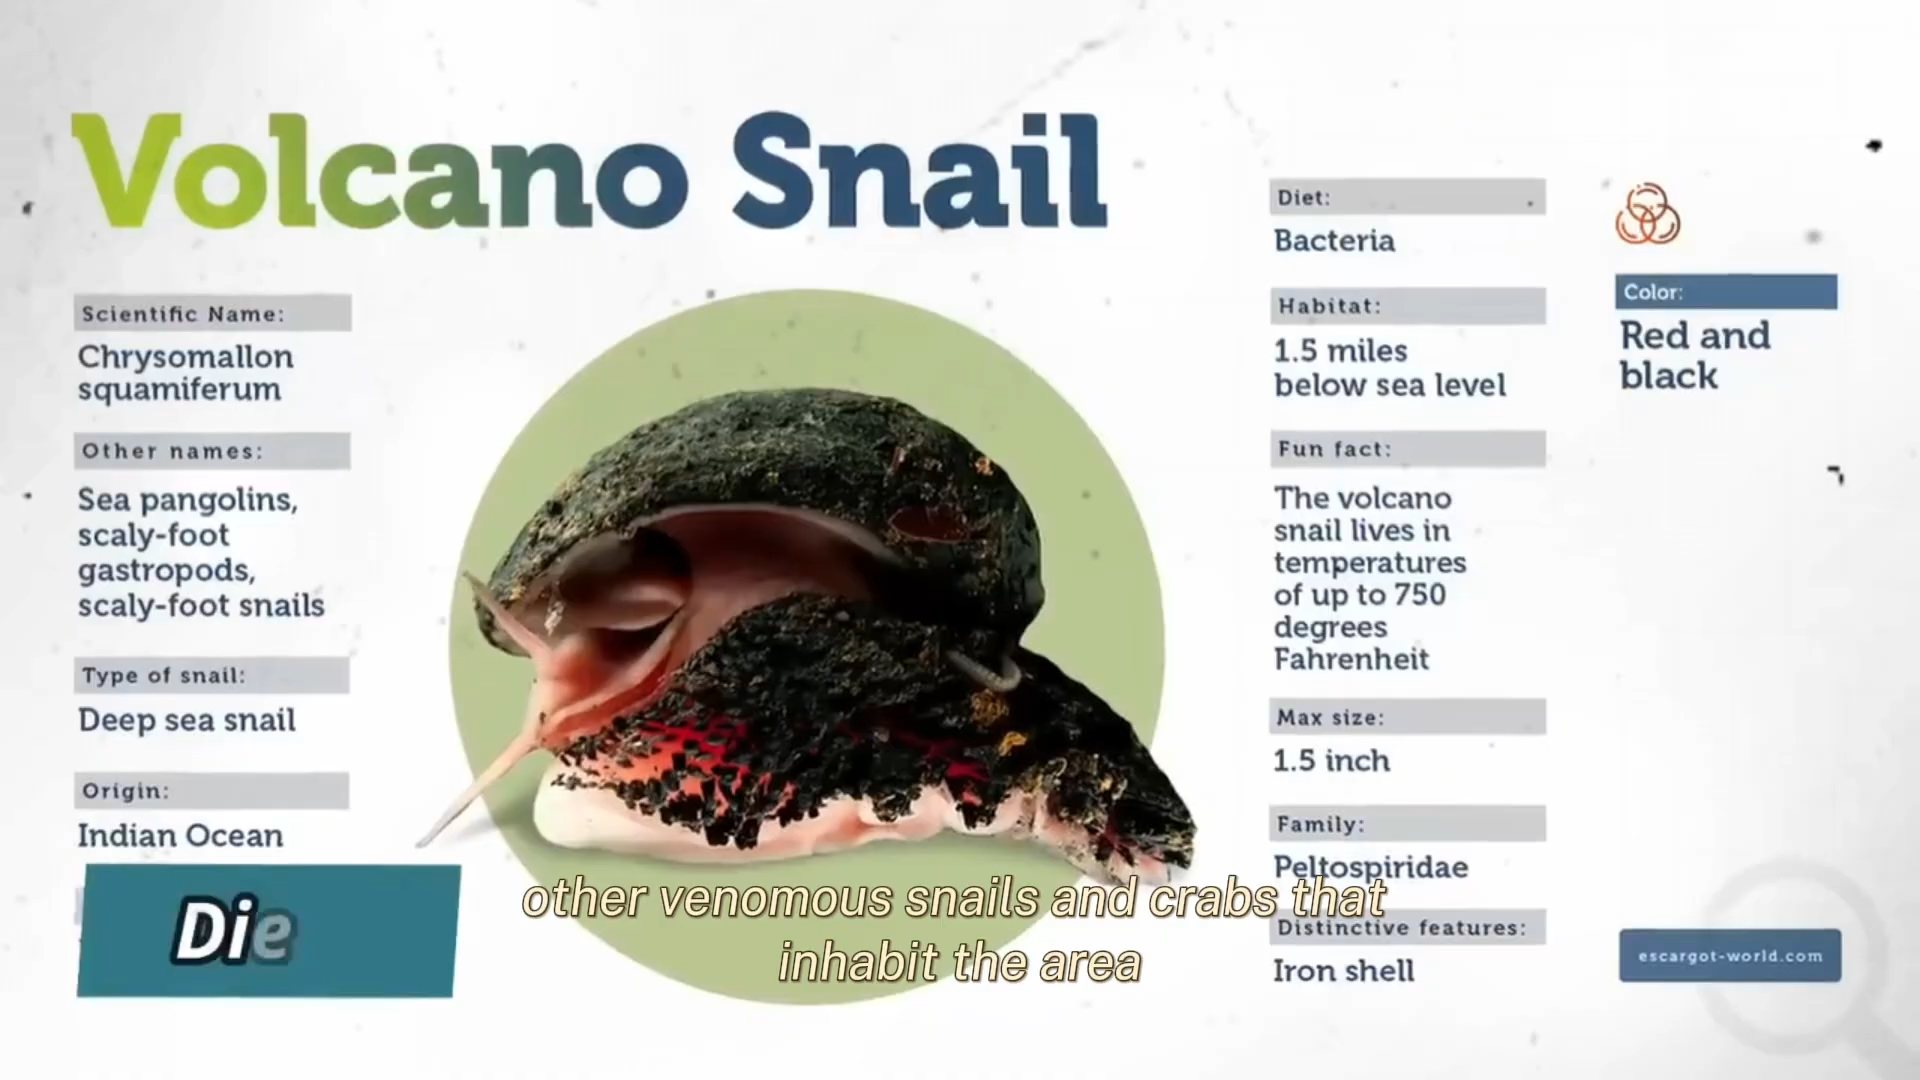 Volcano Snail
Scientific Name:
Chrysomallon
squamiferum
Other names:
Sea pangolins,
scaly-foot
gastropods,
scaly-foot snails
Type of snail:
Deep sea snail
Origin:
Indian Ocean
Die
Diet:
Bacteria
Habitat:
1.5 miles
below sea level
Fun fact:
The volcano
snail lives in
temperatures
of up to 750
degrees
Fahrenheit
Max size:
1.5 inch
Family:
Peltospiridae
Distinctive features:
Iron shell
Color:
Red and
black
escargot-world.com
other venomous snails and crabs that
inhabit the area